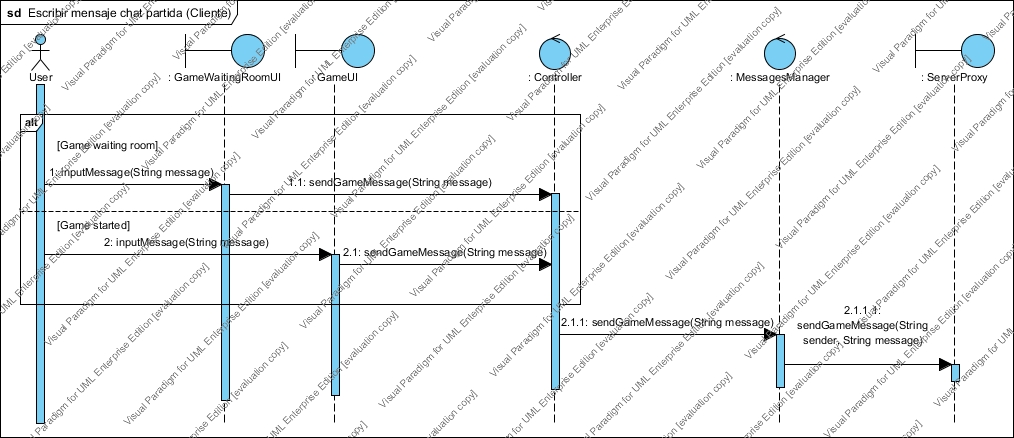 sd Escribir mensaje chat partida (Cliente)
User
: GameWaitingRoomUI
: GameUI
: Controller
: MessagesManager
: ServerProxy
alt
[Game waiting room]
1: inputMessage(String message)
1.1: sendGameMessage(String message)
[Game started]
2: inputMessage(String message)
2.1: sendGameMessage(String message)
2.1.1: sendGameMessage(String message)
2.1.1.1:
sendGameMessage(String
sender, String message)
Visual Paradigm for UML Enterprise Edition [evaluation copy]